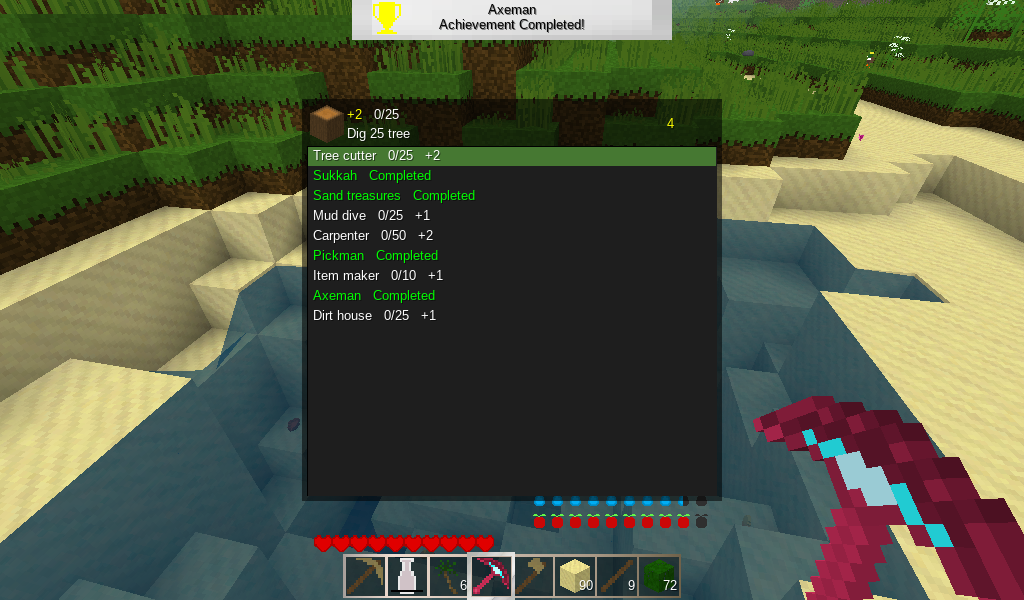 Axeman
Achievement Completed!
+2 0/25
Dig 25 tree
4
Tree cutter 0/25 +2
Sukkah Completed
Sand treasures Completed
Mud dive 0/25 +1
Carpenter 0/50 +2
Pickman Completed
Item maker 0/10 +1
Axeman Completed
Dirt house 0/25 +1
6 90 9 72